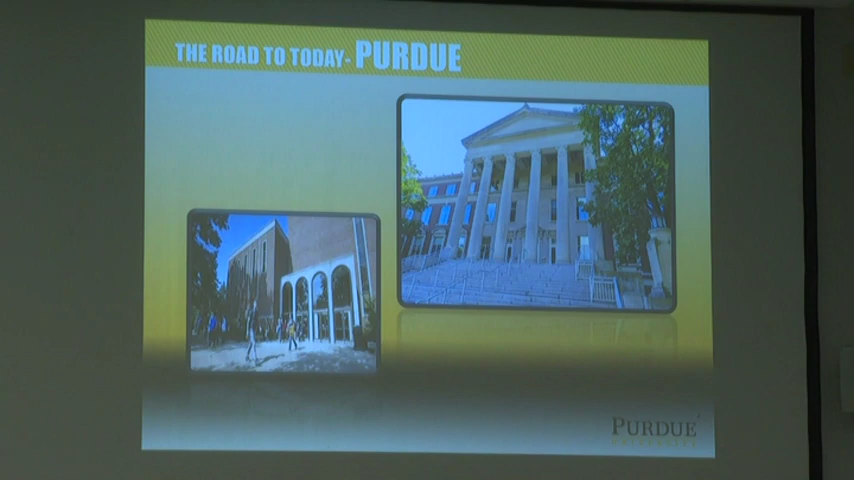 THE ROAD TO TODAY- PURDUE
PURDUE
UNIVERSITY